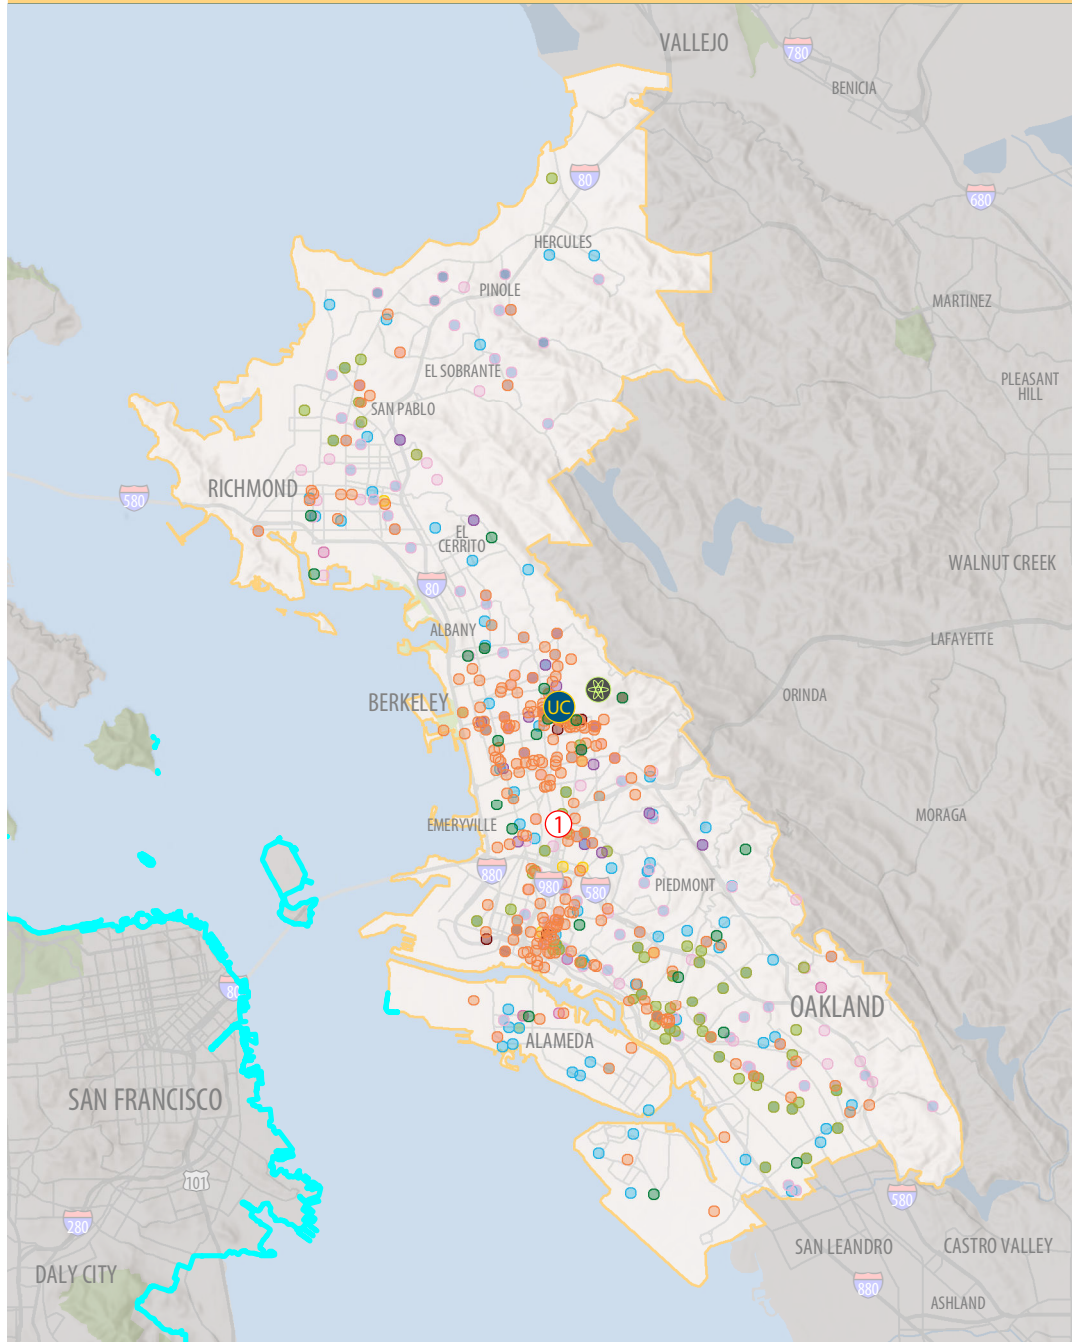 VALLEJO
780
BENICIA
80
680
HERCULES
PINOLE
MARTINEZ
EL SOBRANTE
PLEASANT
HILL
SAN PABLO
RICHMOND
580
EL
CERRITO
WALNUT CREEK
80
ALBANY
LAFAYETTE
ORINDA
BERKELEY
UC
MORAGA
EMERYVILLE
1
880
980
580
PIEDMONT
80
OAKLAND
ALAMEDA
SAN FRANCISCO
101
580
280
SAN LEANDRO
CASTRO VALLEY
DALY CITY
880
ASHLAND